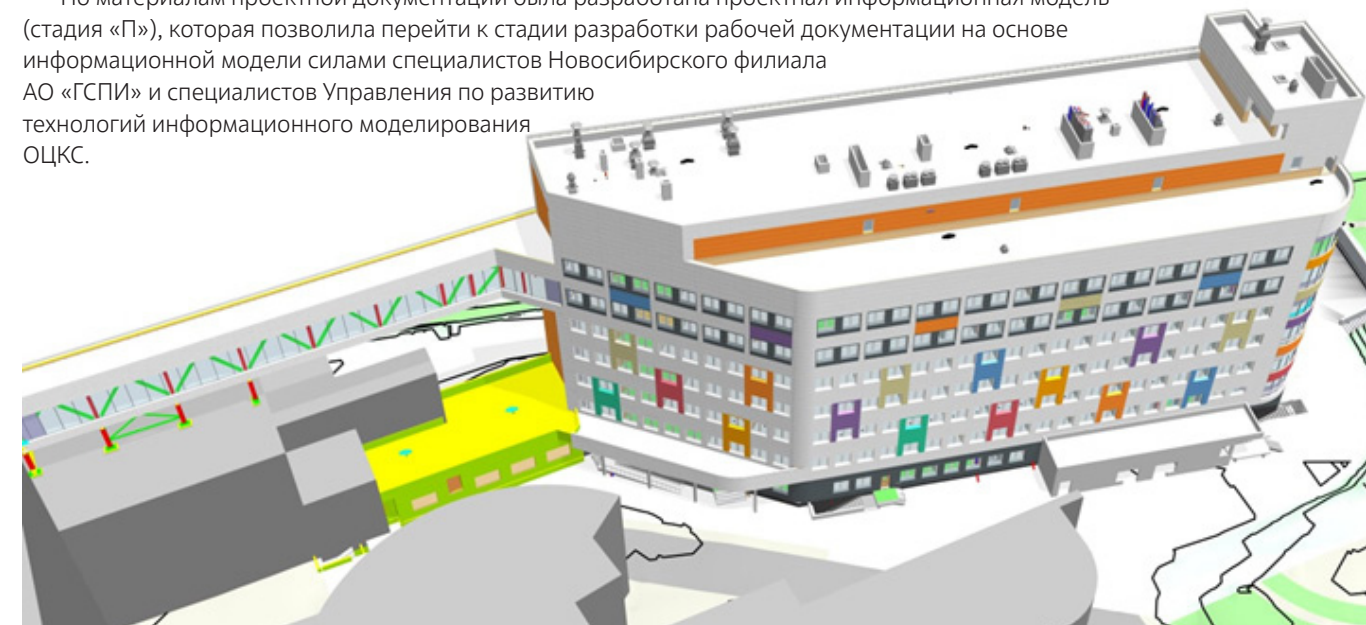 По материалам проектной документации была разработана проектная информационная модель
(стадия «П»), которая позволила перейти к стадии разработки рабочей документации на основе
информационной модели силами специалистов Новосибирского филиала
АО «ГСПИ» и специалистов Управления по развитию
технологий информационного моделирования
ОЦКС.